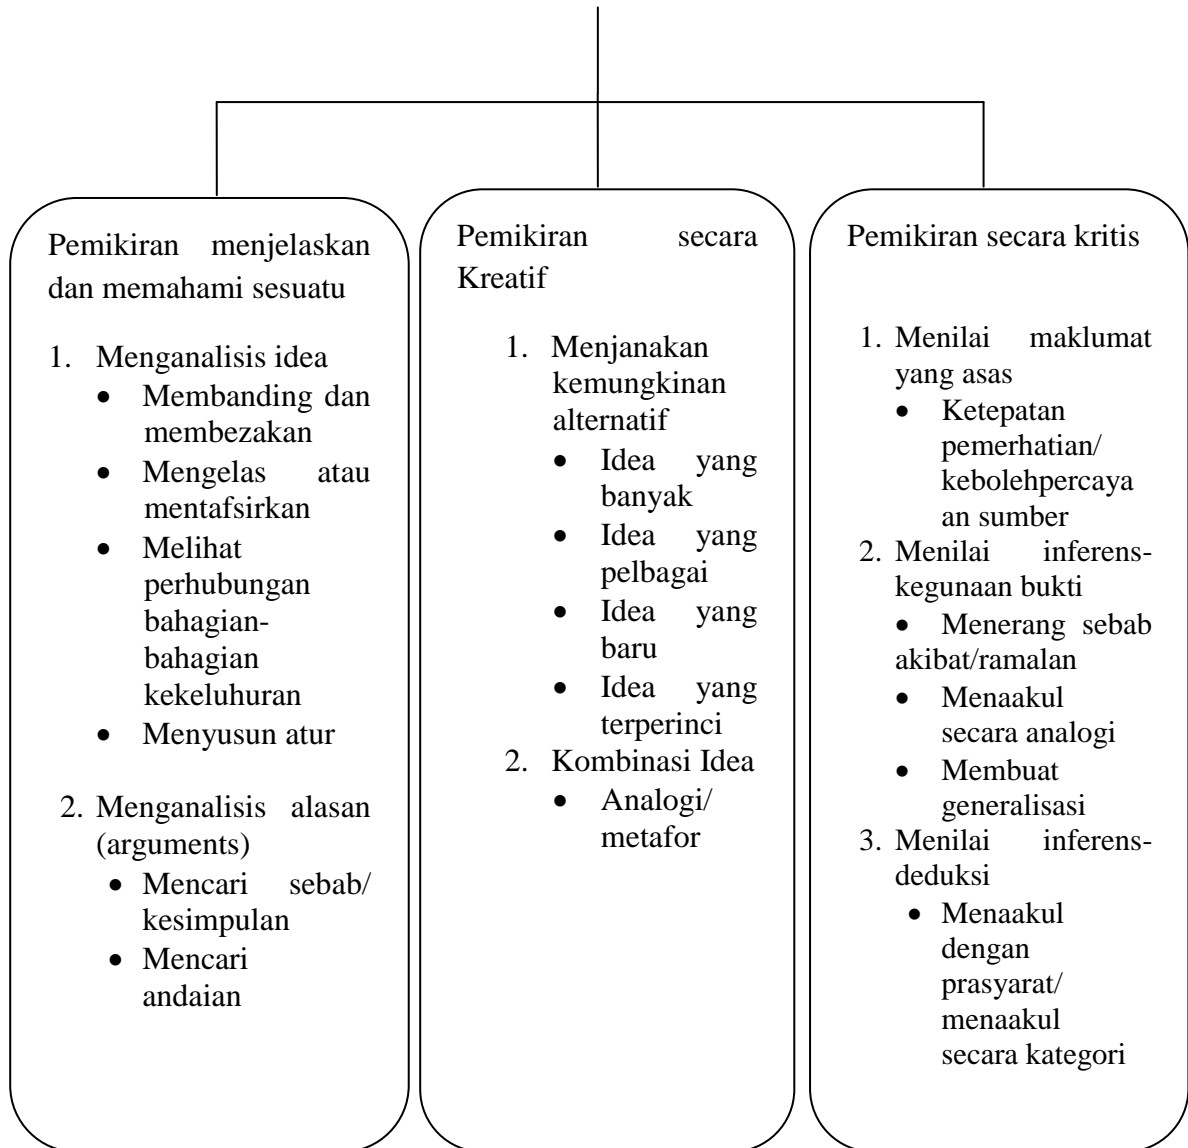 Pemikiran menjelaskan
dan memahami sesuatu
1. Menganalisis idea
• Membanding dan
membezakan
• Mengelas atau
mentafsirkan
• Melihat
perhubungan
bahagian-
bahagian
kekeluhuran
• Menyusun atur
2. Menganalisis alasan
(arguments)
• Mencari sebab/
kesimpulan
• Mencari
andaian
Pemikiran secara
Kreatif
1. Menjanakan
kemungkinan
alternatif
• Idea yang
banyak
• Idea yang
pelbagai
• Idea yang
baru
• Idea yang
terperinci
2. Kombinasi Idea
• Analogi/
metafor
Pemikiran secara kritis
1. Menilai maklumat
yang asas
• Ketepatan
pemerhatian/
kebolehpercaya
an sumber
2. Menilai inferens-
kegunaan bukti
• Menerang sebab
akibat/ramalan
• Menaakul
secara analogi
• Membuat
generalisasi
3. Menilai inferens-
deduksi
• Menaakul
dengan
prasyarat/
menaakul
secara kategori